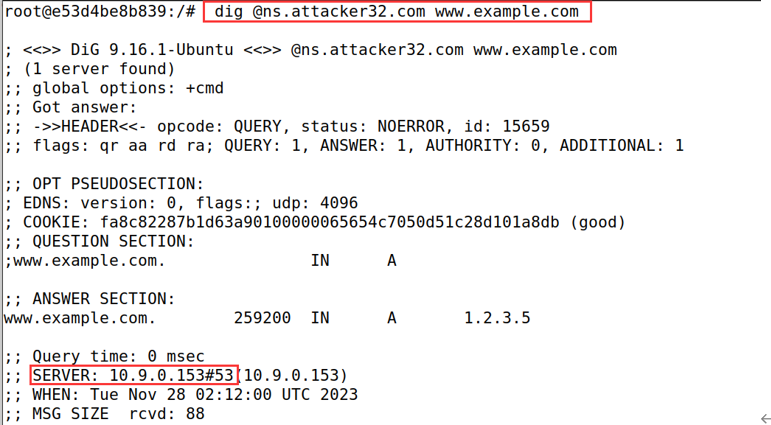 root@e53d4be8b839:/# dig @ns.attacker32.com www.example.com
; <<>> DiG 9.16.1-Ubuntu <<>> @ns.attacker32.com www.example.com
; (1 server found)
;; global options: +cmd
;; Got answer:
;; ->>HEADER<<- opcode: QUERY, status: NOERROR, id: 15659
;; flags: qr aa rd ra; QUERY: 1, ANSWER: 1, AUTHORITY: 0, ADDITIONAL: 1
;; OPT PSEUDOSECTION:
; EDNS: version: 0, flags:; udp: 4096
; COOKIE: fa8c82287b1d63a90100000065654c7050d51c28d101a8db (good)
;; QUESTION SECTION:
;www.example.com. IN A
;; ANSWER SECTION:
www.example.com. 259200 IN A 1.2.3.5
;; Query time: 0 msec
;; SERVER: 10.9.0.153#53(10.9.0.153)
;; WHEN: Tue Nov 28 02:12:00 UTC 2023
;; MSG SIZE rcvd: 88